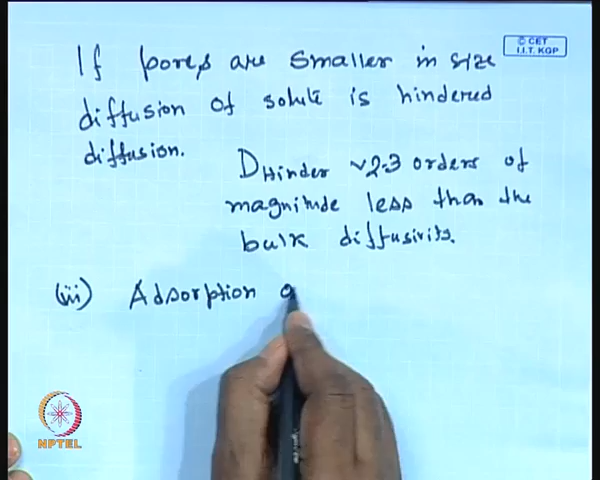 © CET
I.I.T. KGP
If pores are smaller in size
diffusion of solute is hindered
diffusion.
DHinder ~2-3 orders of
magnitude less than the
bulk diffusivity.
(iii) Adsorption o
NPTEL